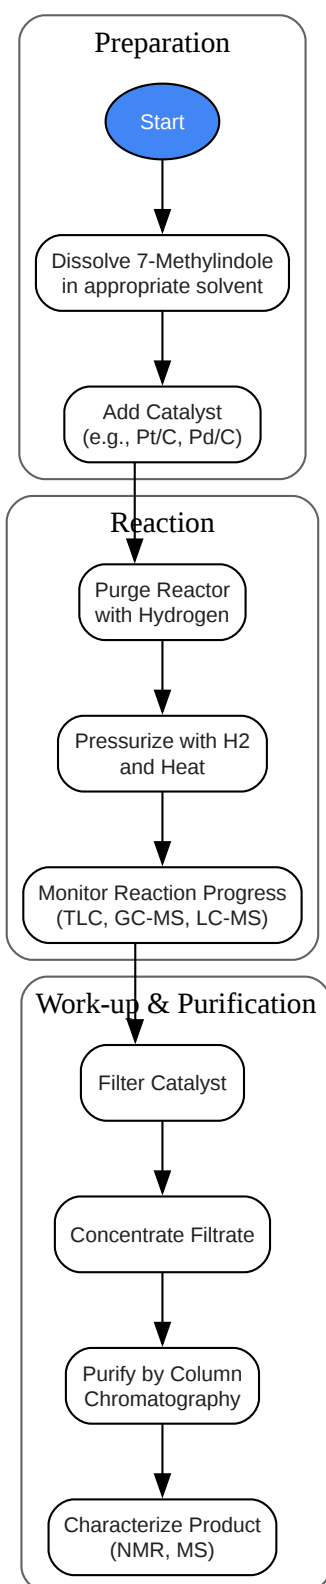 Preparation
Start
Dissolve 7-Methylindole
in appropriate solvent
Add Catalyst
(e.g., Pt/C, Pd/C)
Reaction
Purge Reactor
with Hydrogen
Pressurize with H2
and Heat
Monitor Reaction Progress
(TLC, GC-MS, LC-MS)
Work-up & Purification
Filter Catalyst
Concentrate Filtrate
Purify by Column
Chromatography
Characterize Product
(NMR, MS)